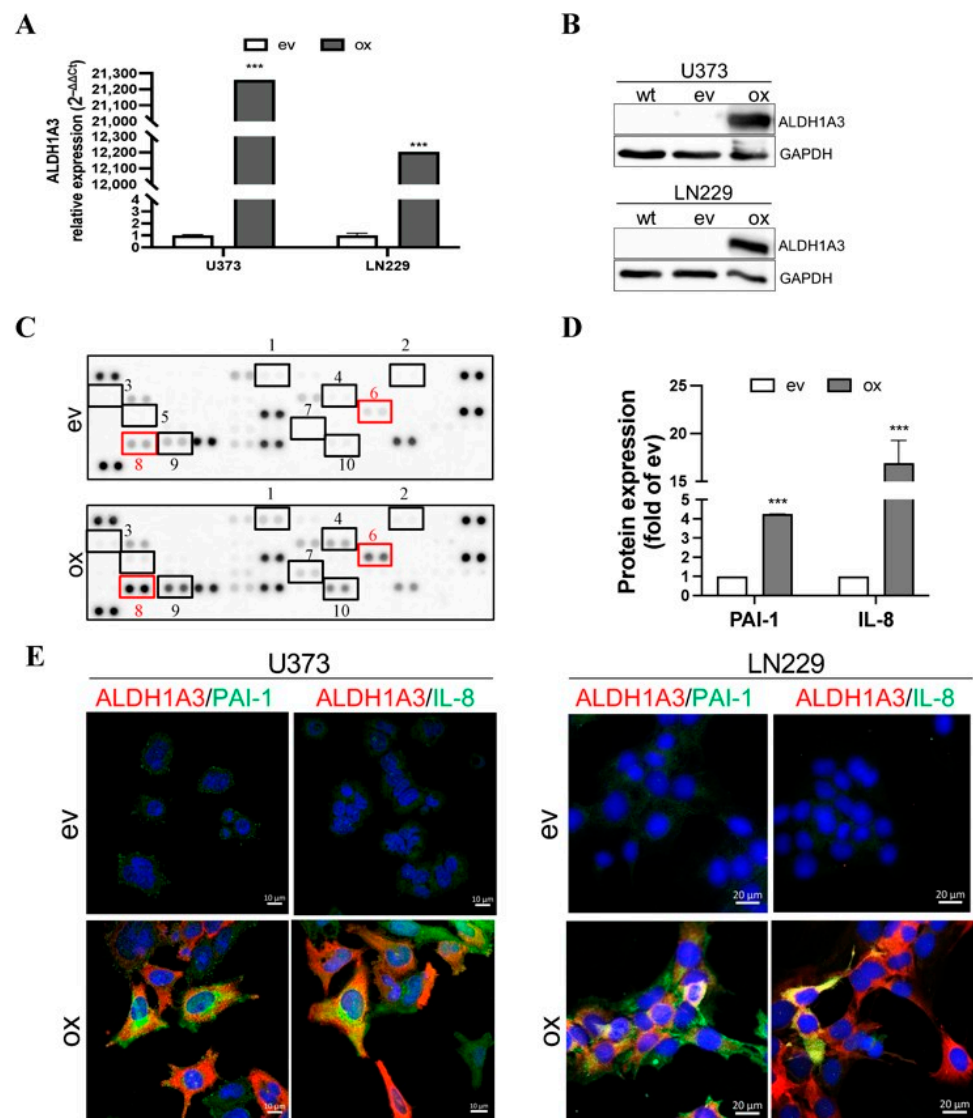 A
ev ox
ALDH1A3
relative expression (2^−ΔΔCt)
21,300
21,200
21,100
21,000
12,300
12,200
12,100
12,000
4
3
2
1
0
***
***
U373 LN229
B
U373
wt ev ox
ALDH1A3
GAPDH
LN229
wt ev ox
ALDH1A3
GAPDH
C
1 2
ev
3 4 6
5 7
8 9 10
1 2
ox
3 4 6
7
8 9 10
D
ev ox
Protein expression
(fold of ev)
25
20
15
5
4
3
2
1
0
***
***
PAI-1 IL-8
E
U373 LN229
ALDH1A3/PAI-1 ALDH1A3/IL-8 ALDH1A3/PAI-1 ALDH1A3/IL-8
ev ev
10 µm 10 µm 20 µm 20 µm
ox ox
10 µm 10 µm 20 µm 20 µm